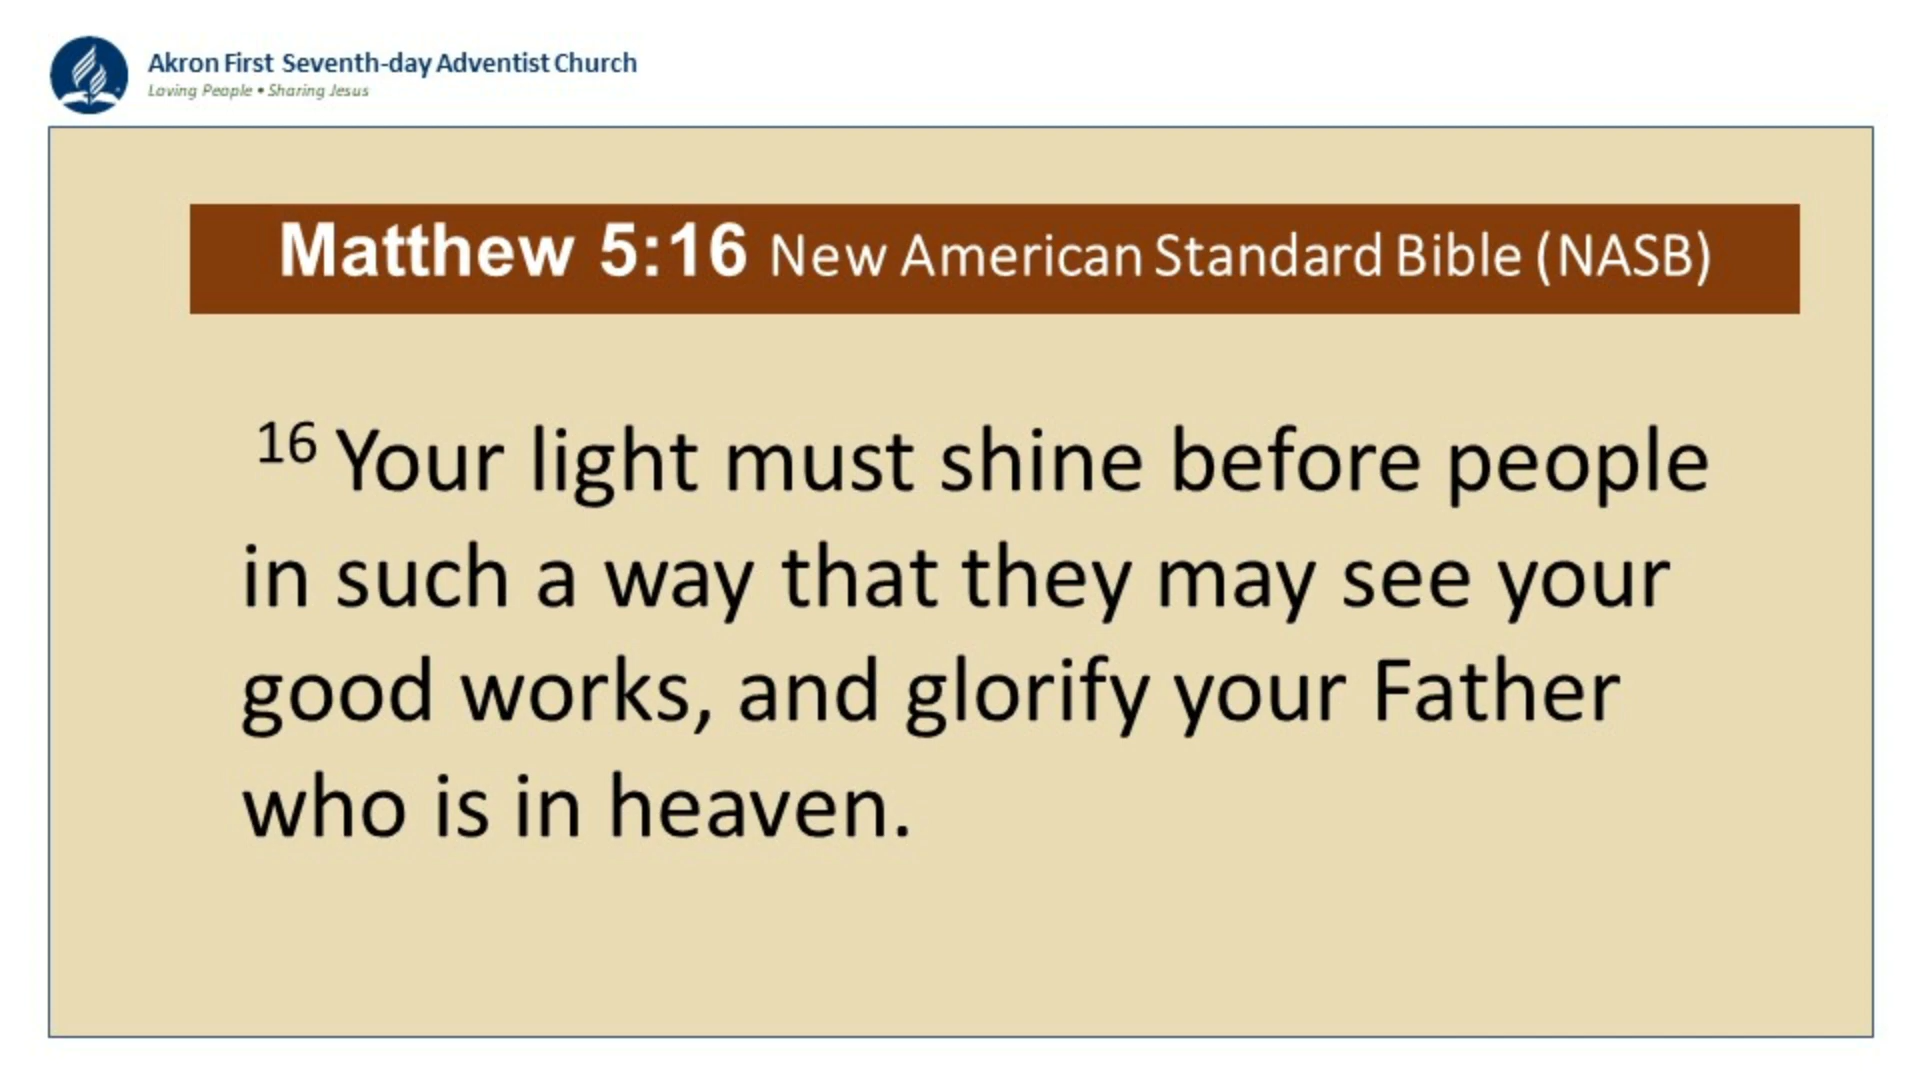 Akron First Seventh-day Adventist Church
Loving People • Sharing Jesus
Matthew 5:16 New American Standard Bible (NASB)
16 Your light must shine before people
in such a way that they may see your
good works, and glorify your Father
who is in heaven.